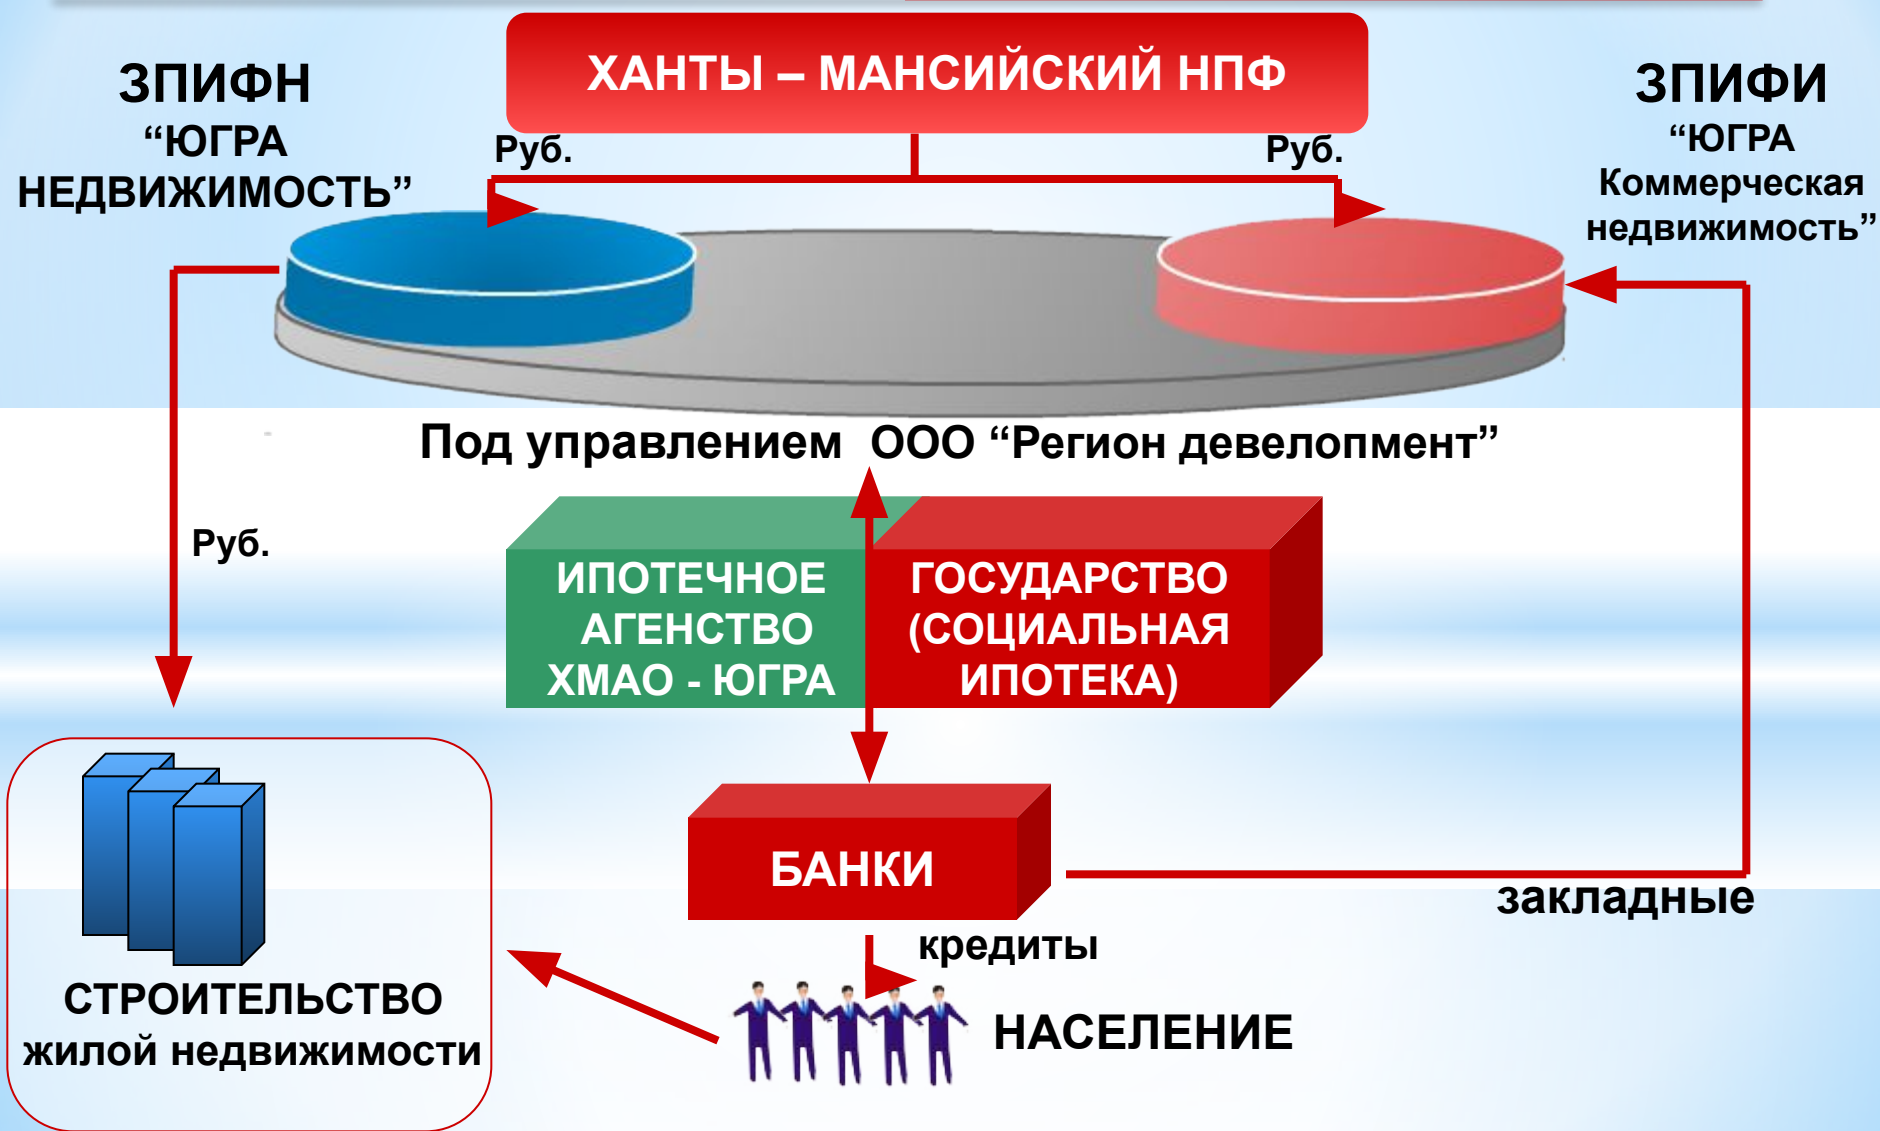 ХАНТЫ – МАНСИЙСКИЙ НПФ
ЗПИФН
“ЮГРА
НЕДВИЖИМОСТЬ”
Руб.
Руб.
ЗПИФИ
“ЮГРА
Коммерческая
недвижимость”
Под управлением ООО “Регион девелопмент”
Руб.
ИПОТЕЧНОЕ
АГЕНСТВО
ХМАО - ЮГРА
ГОСУДАРСТВО
(СОЦИАЛЬНАЯ
ИПОТЕКА)
БАНКИ
закладные
кредиты
СТРОИТЕЛЬСТВО
жилой недвижимости
НАСЕЛЕНИЕ